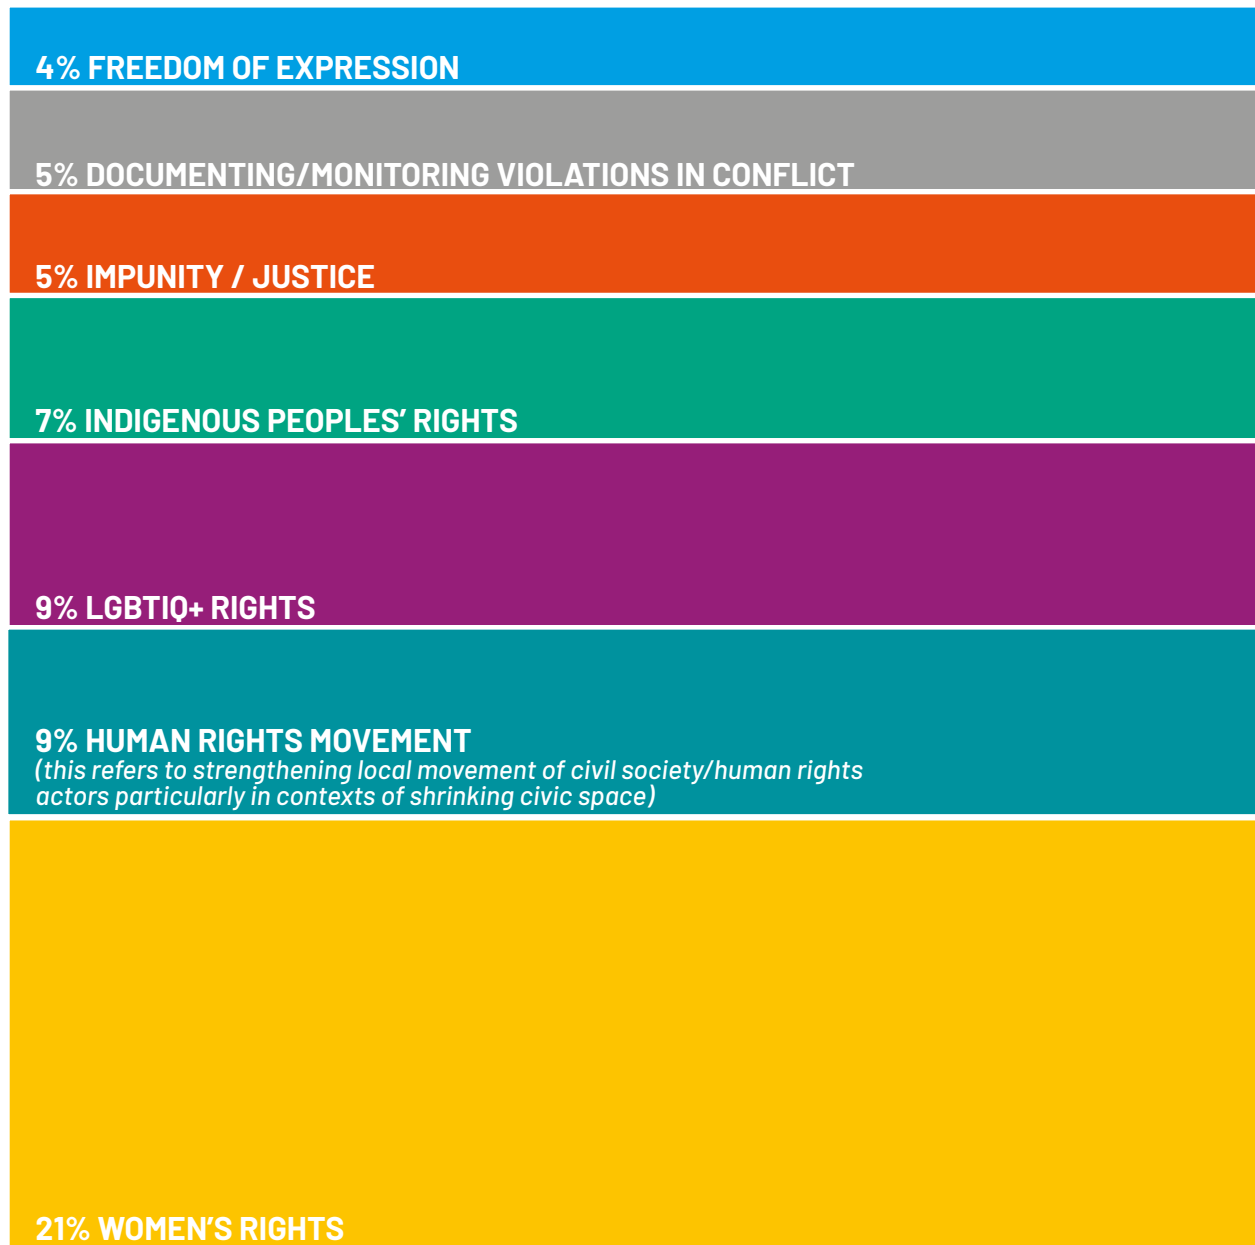 4% FREEDOM OF EXPRESSION
5% DOCUMENTING/MONITORING VIOLATIONS IN CONFLICT
5% IMPUNITY / JUSTICE
7% INDIGENOUS PEOPLES’ RIGHTS
9% LGBTIQ+ RIGHTS
9% HUMAN RIGHTS MOVEMENT
(this refers to strengthening local movement of civil society/human rights
actors particularly in contexts of shrinking civic space)
21% WOMEN’S RIGHTS